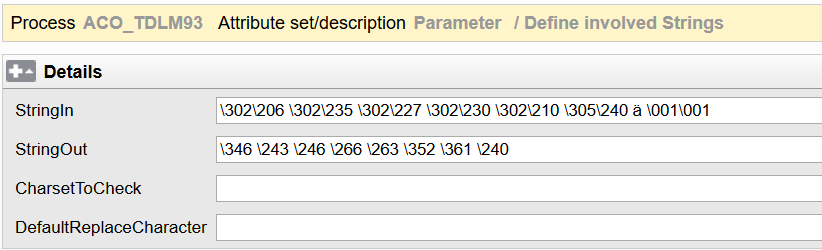 Process ACO_TDLM93 Attribute set/description Parameter / Define involved Strings
Details
StringIn \302\206 \302\235 \302\227 \302\230 \302\210 \305\240 ä \001\001
StringOut \346 \243 \246 \266 \263 \352 \361 \240
CharsetToCheck
DefaultReplaceCharacter